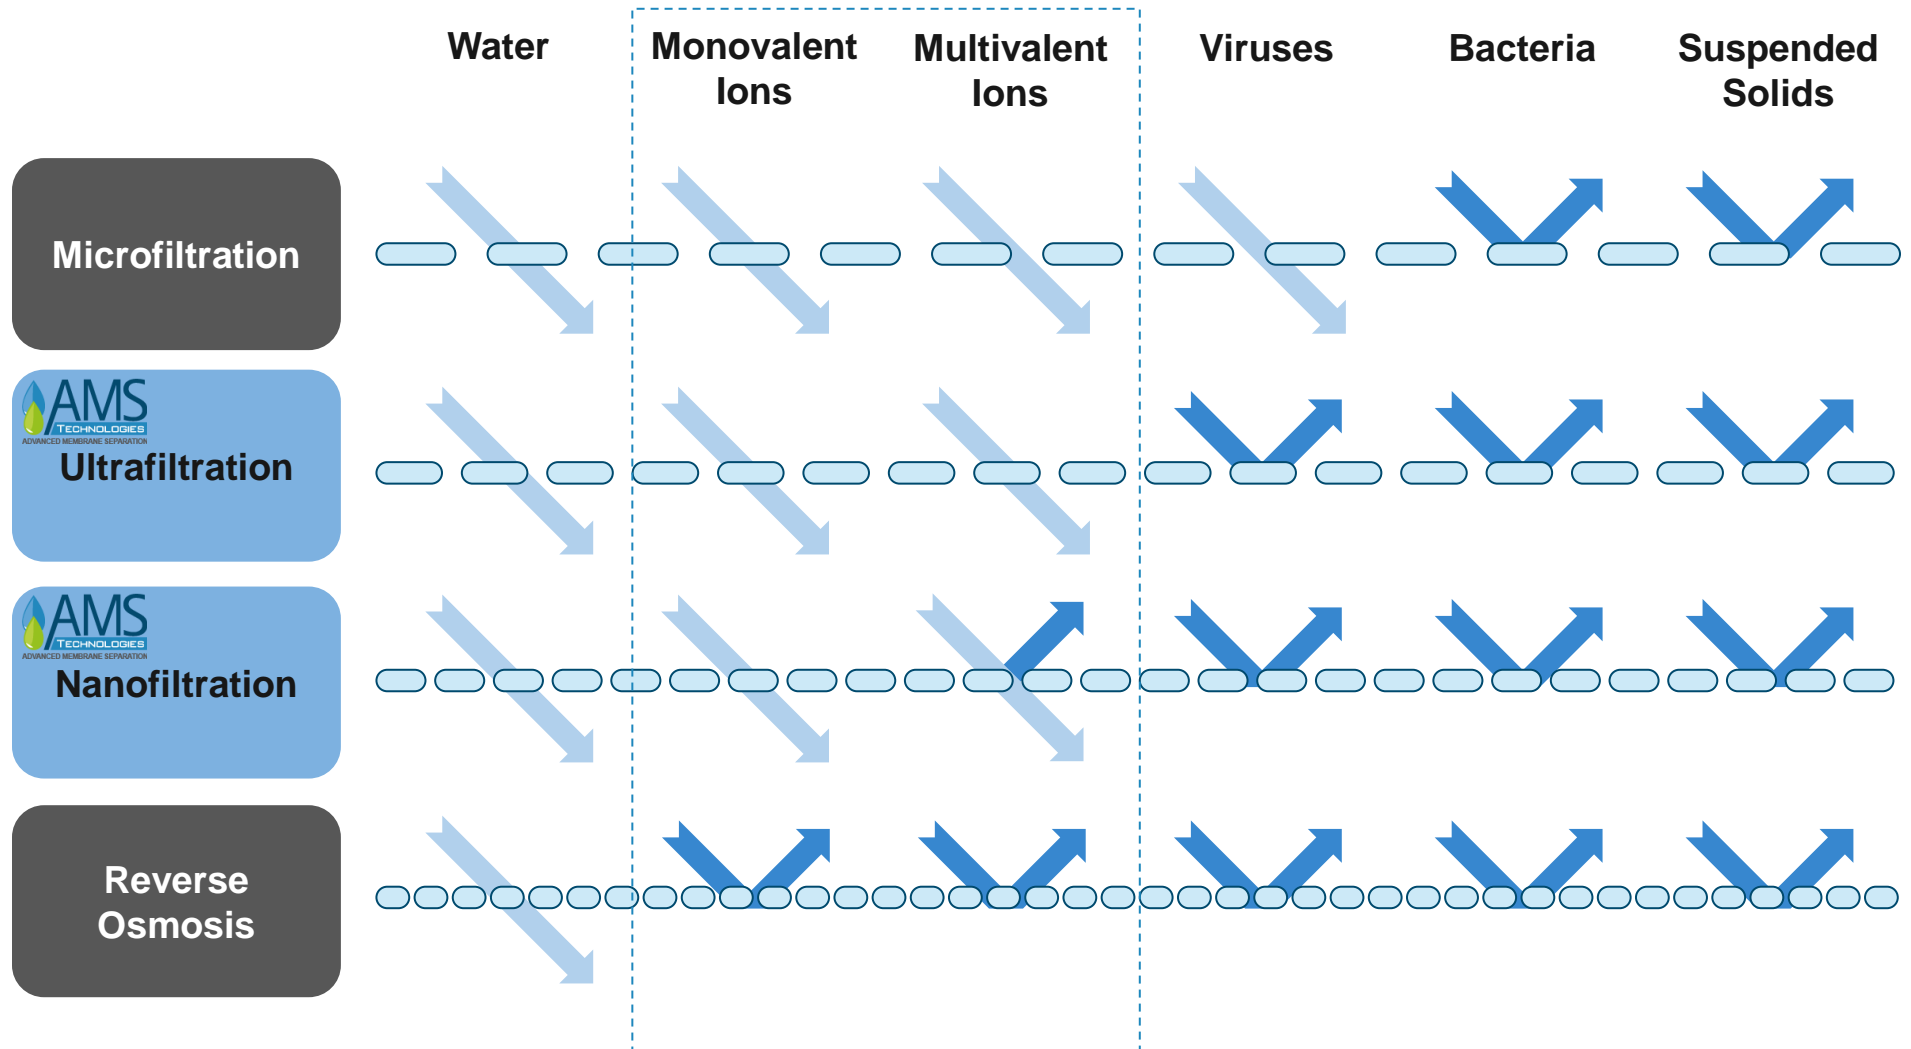 Water
Monovalent
Ions
Multivalent
Ions
Viruses
Bacteria
Suspended
Solids
Microfiltration
AMS
TECHNOLOGIES
ADVANCED MEMBRANE SEPARATION
Ultrafiltration
AMS
TECHNOLOGIES
ADVANCED MEMBRANE SEPARATION
Nanofiltration
Reverse
Osmosis